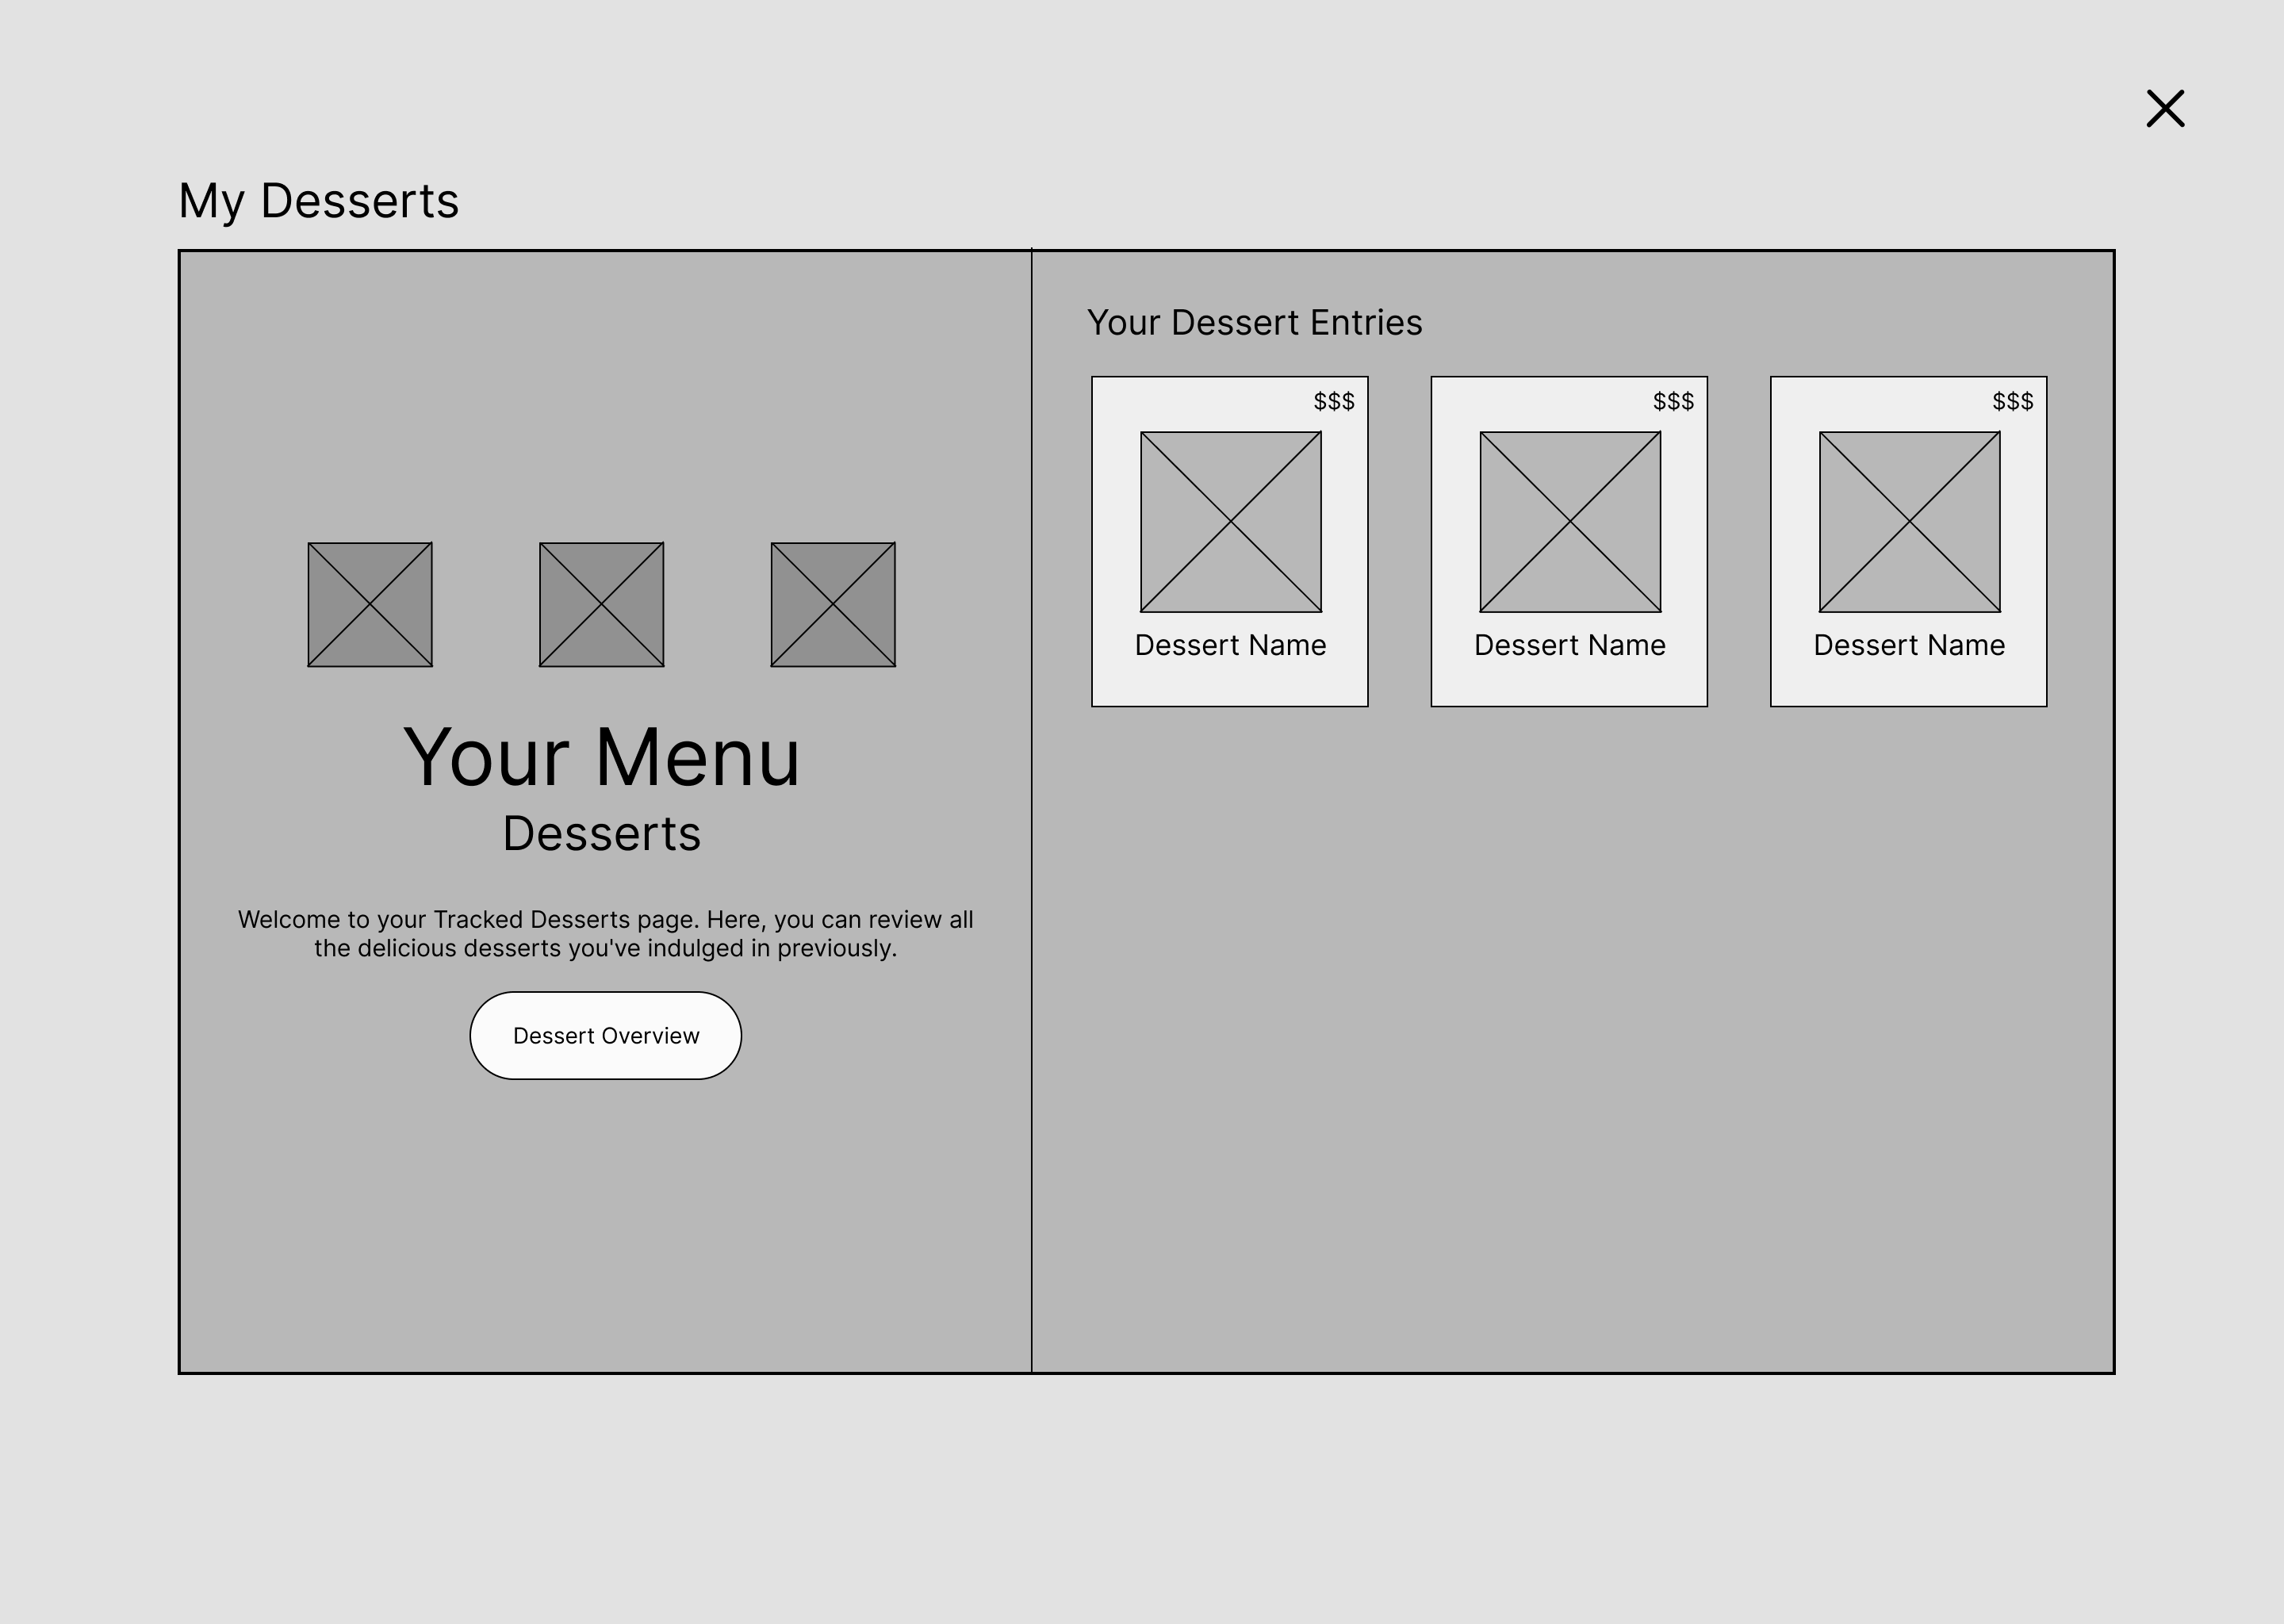 My Desserts
Your Menu
Desserts
Welcome to your Tracked Desserts page. Here, you can review all
the delicious desserts you've indulged in previously.
Dessert Overview
Your Dessert Entries
$$$
Dessert Name
$$$
Dessert Name
$$$
Dessert Name